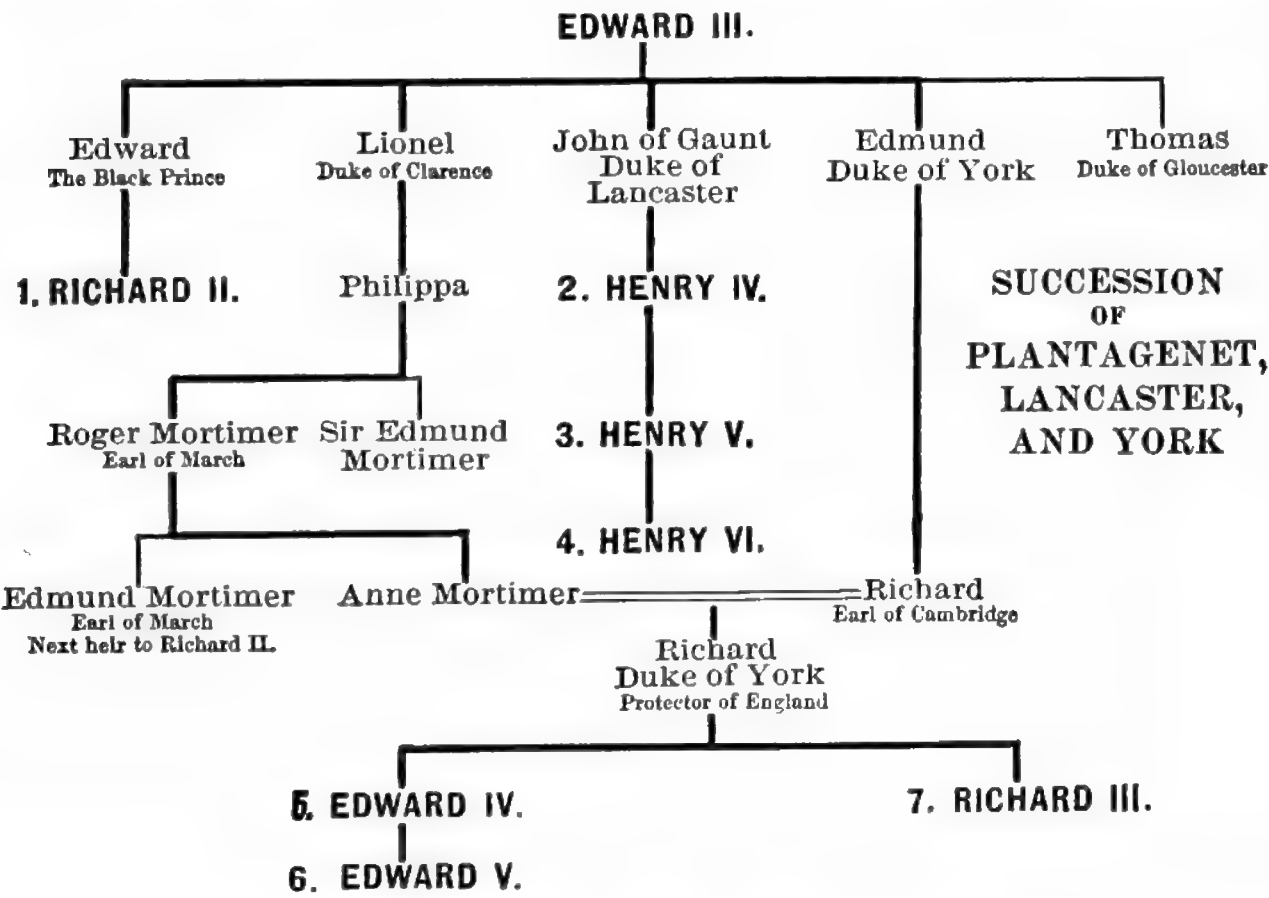 EDWARD III.
Edward
The Black Prince
Lionel
Duke of Clarence
John of Gaunt
Duke of
Lancaster
Edmund
Duke of York
Thomas
Duke of Gloucester
1. RICHARD II.
Philippa
2. HENRY IV.
SUCCESSION
OF
PLANTAGENET,
LANCASTER,
AND YORK
Roger Mortimer
Earl of March
Sir Edmund
Mortimer
3. HENRY V.
4. HENRY VI.
Edmund Mortimer
Earl of March
Next heir to Richard II.
Anne Mortimer
Richard
Earl of Cambridge
Richard
Duke of York
Protector of England
5. EDWARD IV.
7. RICHARD III.
6. EDWARD V.